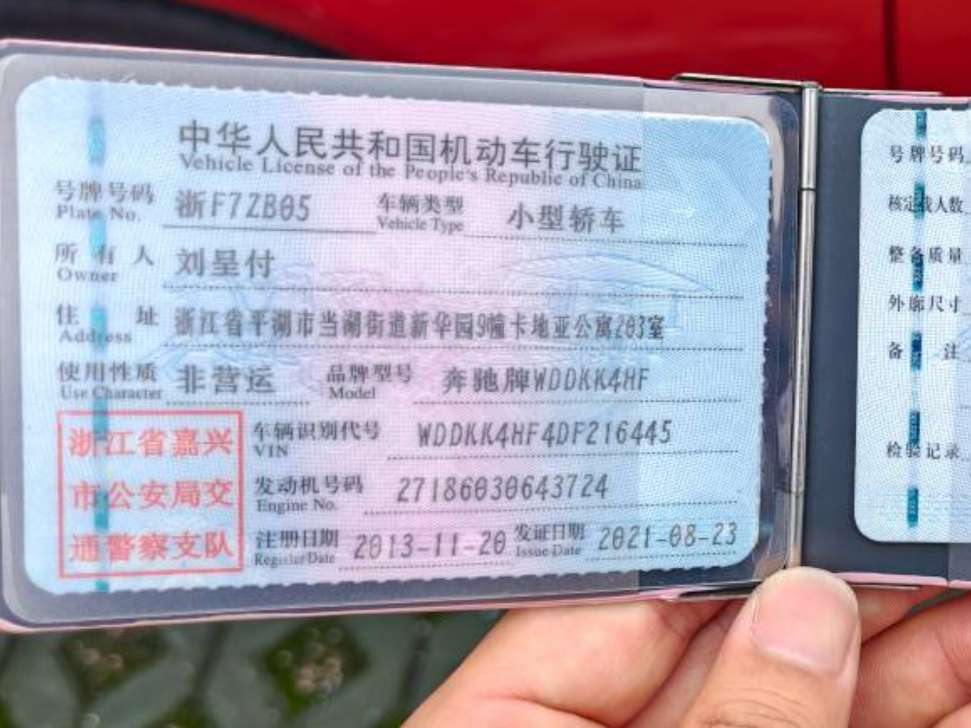 中华人民共和国机动车行驶证
Vehicle License of the People's Republic of China
号牌号码 浙F7ZB05 车辆类型 小型轿车
Plate No. Vehicle Type
所有人 刘呈付
Owner
住址 浙江省平湖市当湖街道新华园9幢卡地亚公寓203室
Address
使用性质 非营运 品牌型号 奔驰牌WDDKK4HF
Use Character Model
浙江省嘉兴
市公安局交
通警察支队
车辆识别代号 WDDKK4HF4DF216445
VIN
发动机号码 27186030643724
Engine No.
注册日期 2013-11-20 发证日期 2021-08-23
Register Date Issue Date
号牌号码
核定载人数
整备质量
外廓尺寸
备注
检验记录